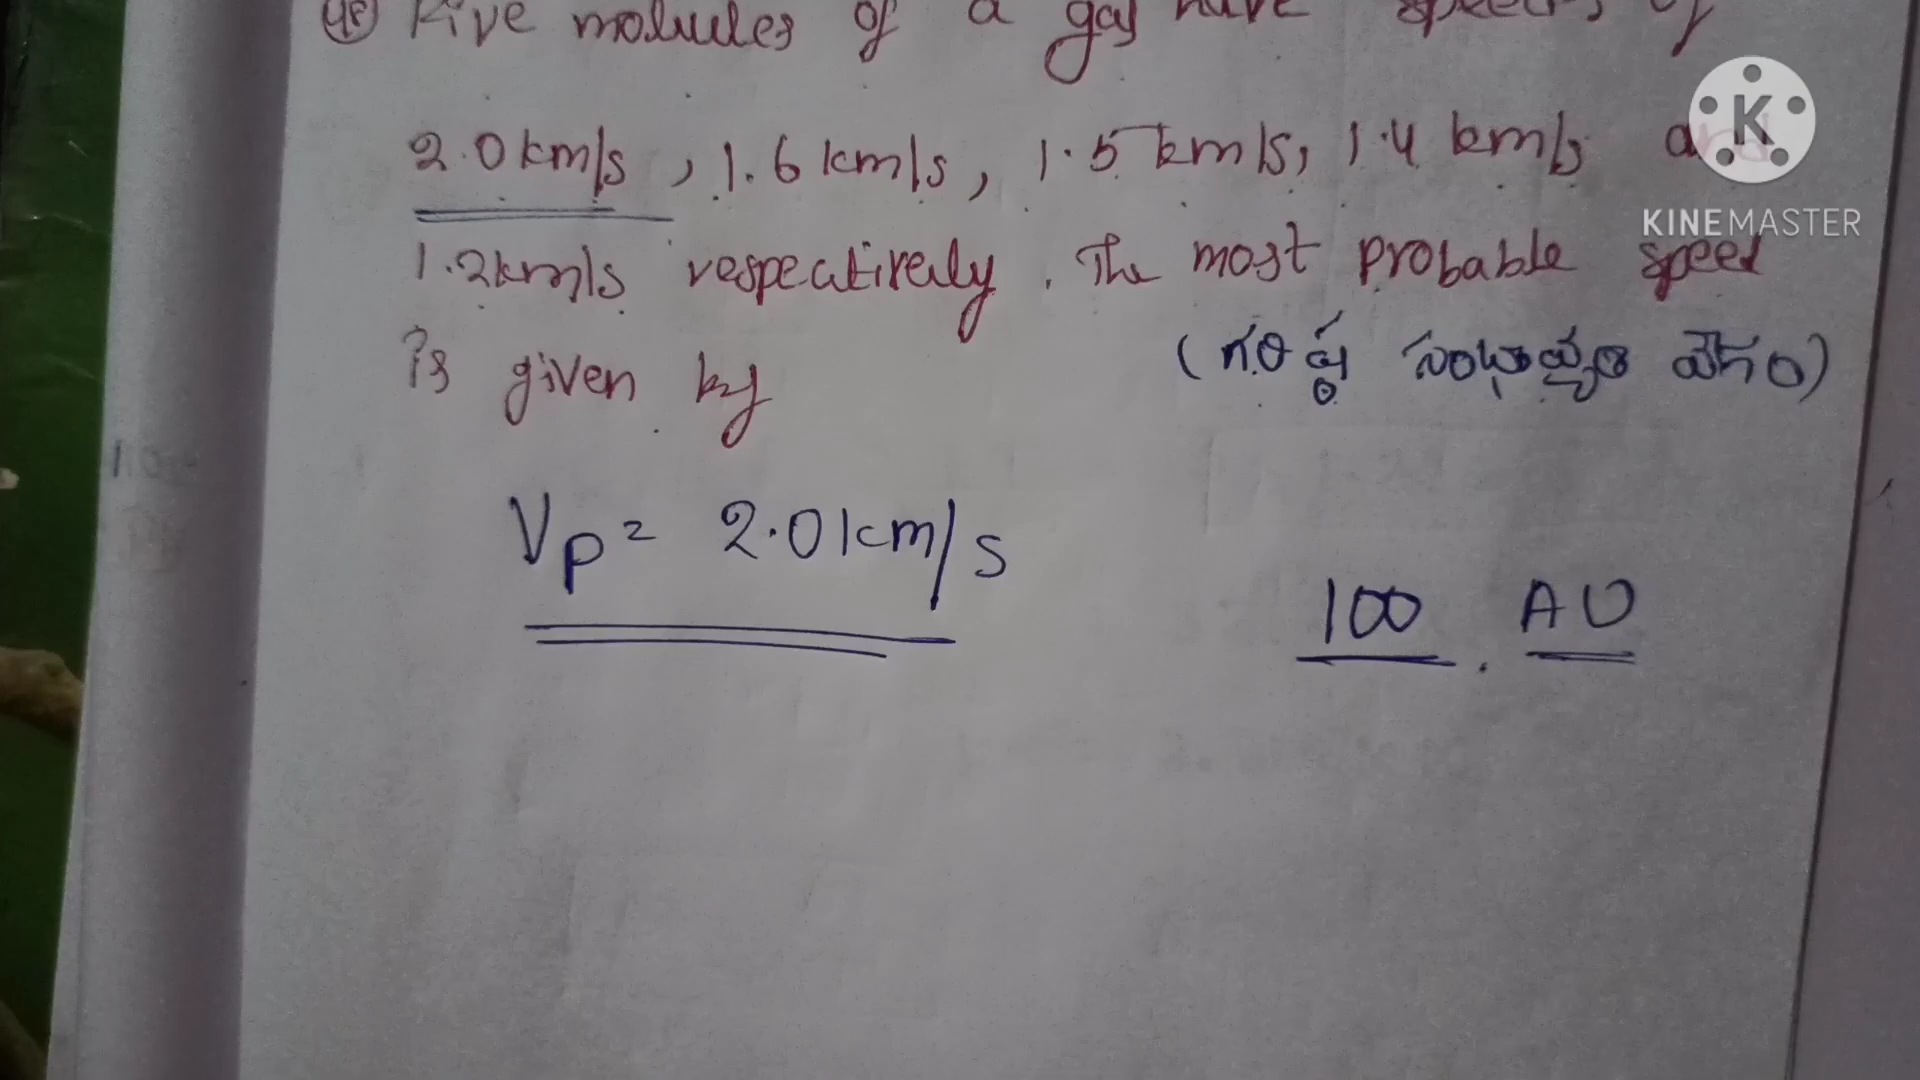 48 Five molecules of a gas have speeds of
2.0 km/s, 1.6 km/s, 1.5 km/s, 1.4 km/s and
K
KINEMASTER
1.2 km/s respectively. The most probable speed
is given by
(గరిష్ఠ సంభావ్యత వేగం)
Vp = 2.0 km/s
100. AU